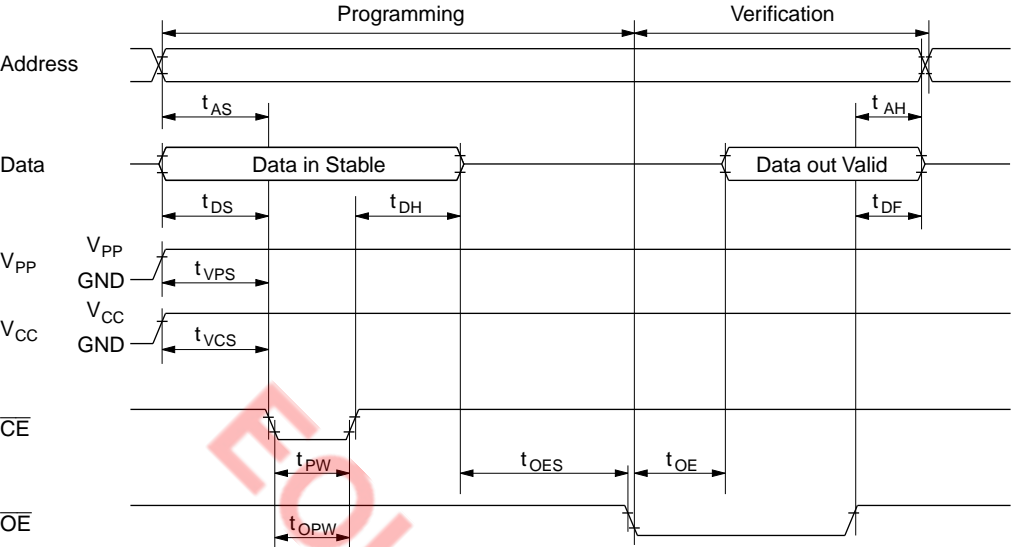 Programming Verification
Address
tAS tAH
Data Data in Stable Data out Valid
tDS tDH tDF
VPP VPP
GND tVPS
VCC VCC
GND tVCS
CE
tPW tOES tOE
OE
tOPW